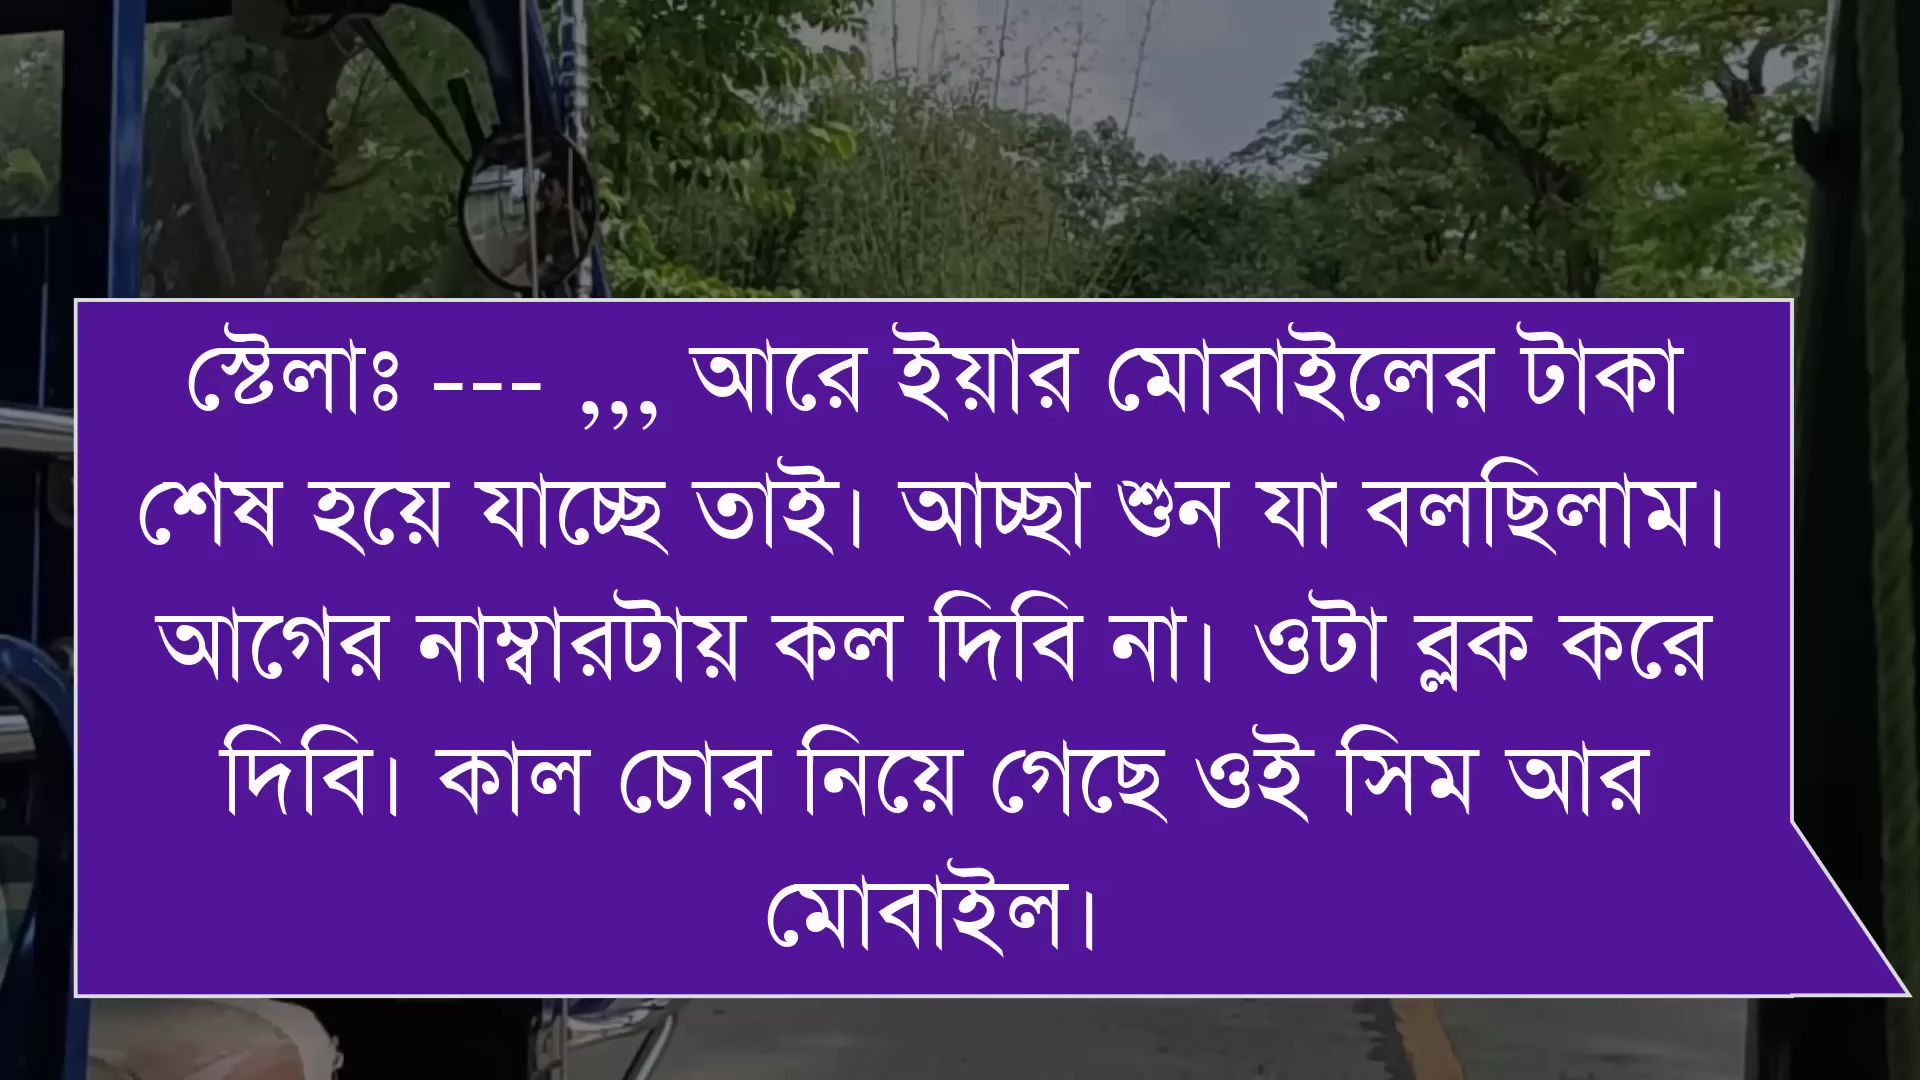 স্টেলাঃ --- ,,, আরে ইয়ার মোবাইলের টাকা
শেষ হয়ে যাচ্ছে তাই। আচ্ছা শুন যা বলছিলাম।
আগের নাম্বারটায় কল দিবি না। ওটা ব্লক করে
দিবি। কাল চোর নিয়ে গেছে ওই সিম আর
মোবাইল।